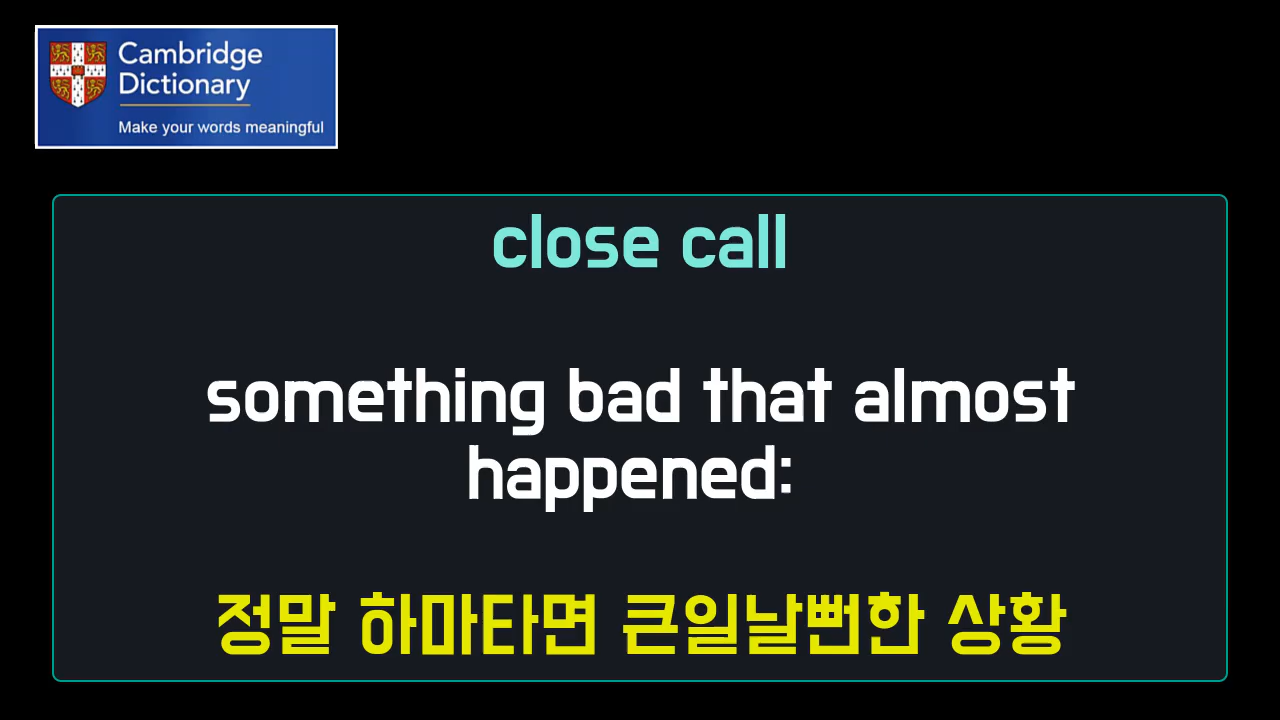 Cambridge
Dictionary
Make your words meaningful
close call
something bad that almost
happened:
정말 하마타면 큰일날뻔한 상황